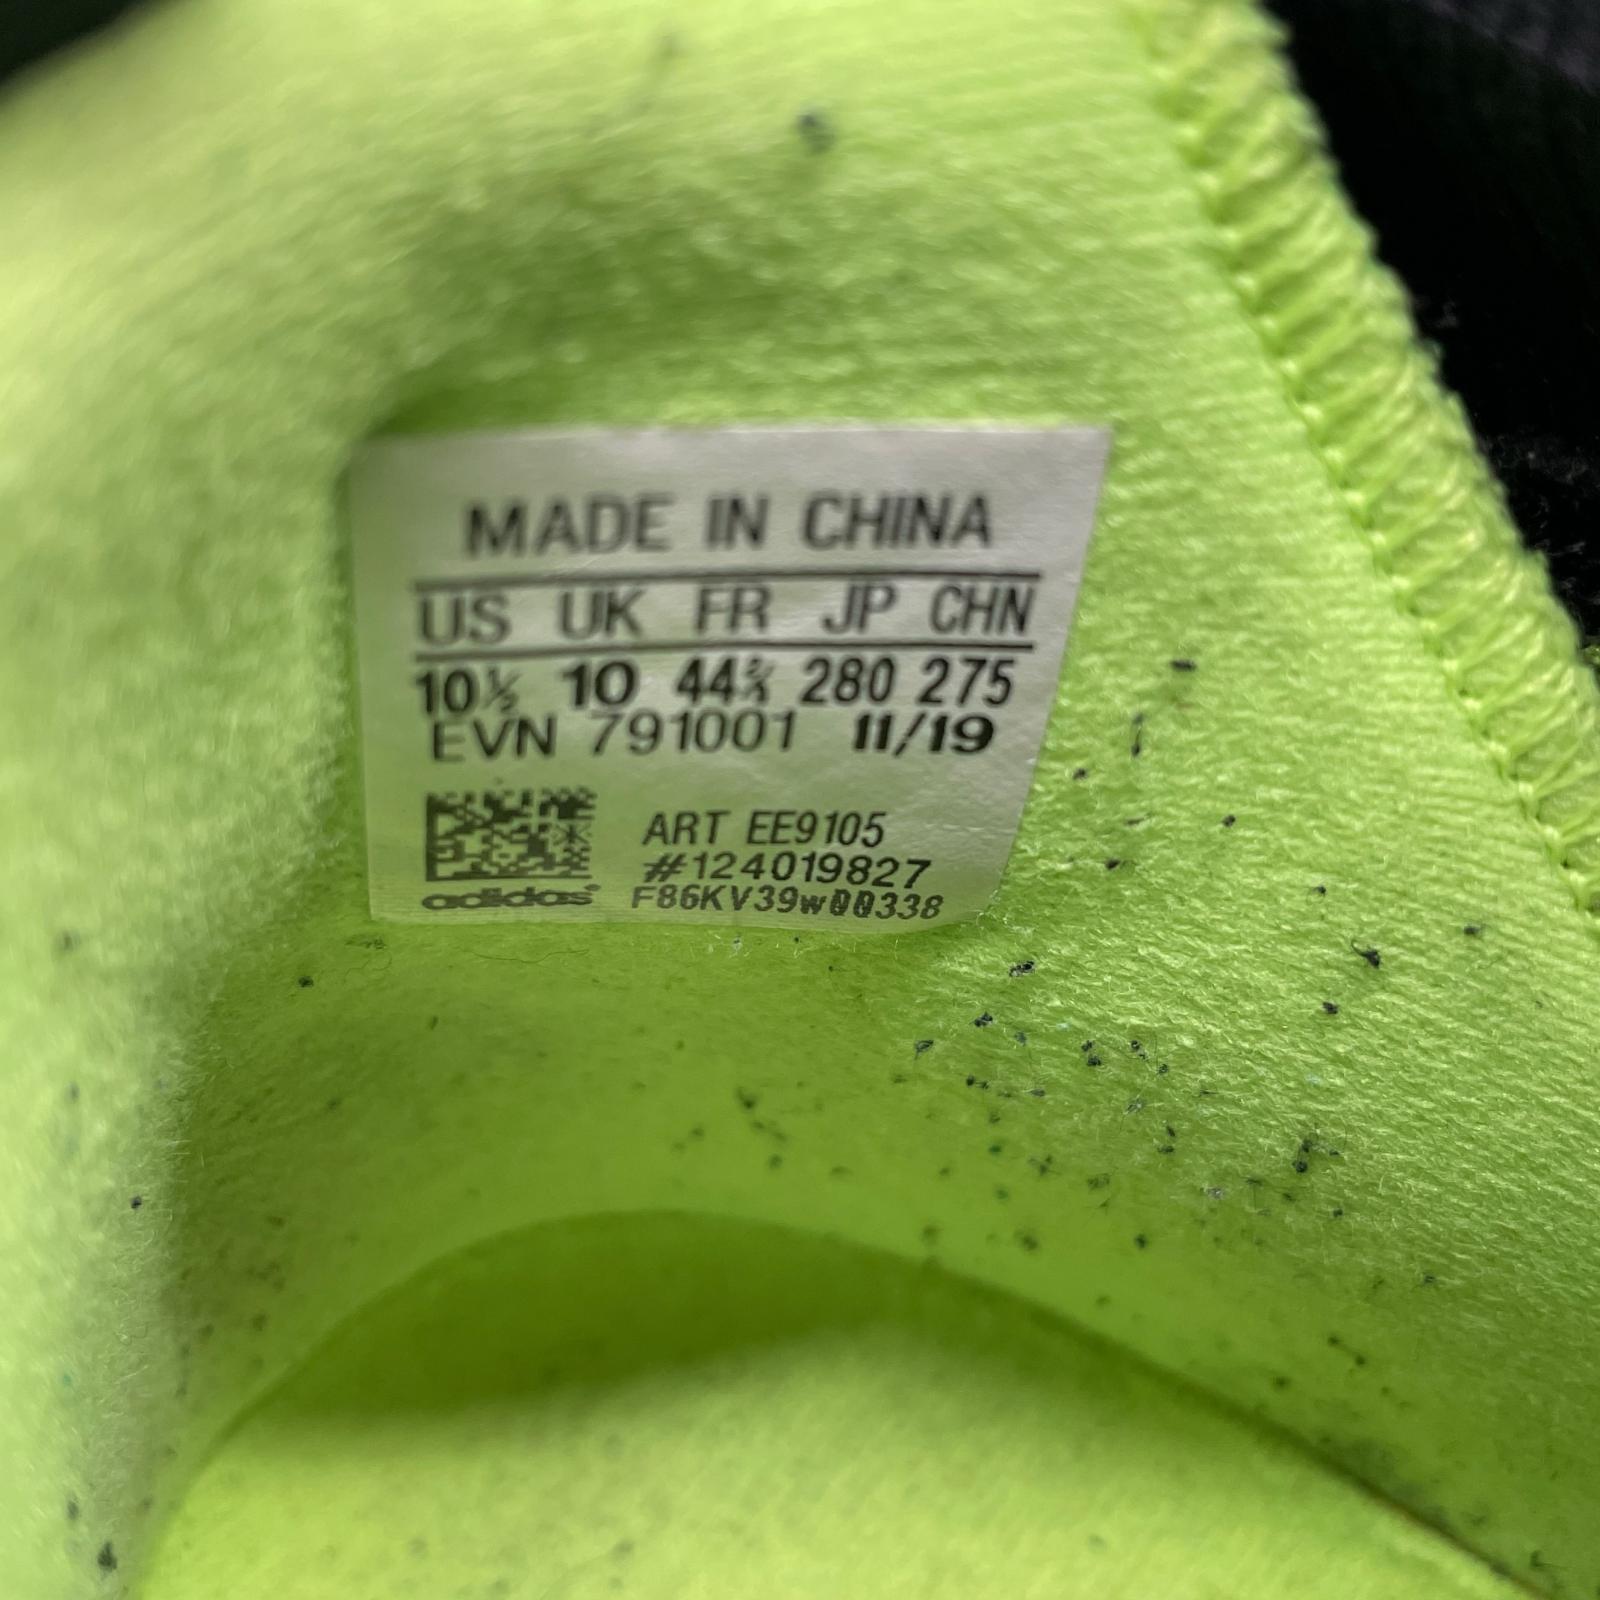 MADE IN CHINA
US UK FR JP CHN
10½ 10 44⅔ 280 275
EVN 791001 11/19
ART EE9105
#124019827
adidas F86KV39w00338